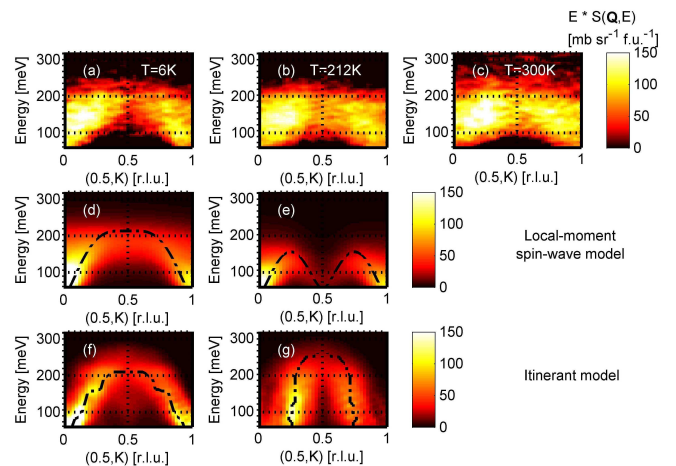 E * S(Q,E)
[mb sr⁻¹ f.u.⁻¹]
300
200
100
Energy [meV]
(a) T=6K
0 0.5 1
(0.5,K) [r.l.u.]
300
200
100
Energy [meV]
(b) T=212K
0 0.5 1
(0.5,K) [r.l.u.]
300
200
100
Energy [meV]
(c) T=300K
0 0.5 1
(0.5,K) [r.l.u.]
150
100
50
0
300
200
100
Energy [meV]
(d)
0 0.5 1
(0.5,K) [r.l.u.]
300
200
100
Energy [meV]
(e)
0 0.5 1
(0.5,K) [r.l.u.]
150
100
50
0
Local-moment
spin-wave model
300
200
100
Energy [meV]
(f)
0 0.5 1
(0.5,K) [r.l.u.]
300
200
100
Energy [meV]
(g)
0 0.5 1
(0.5,K) [r.l.u.]
150
100
50
0
Itinerant model